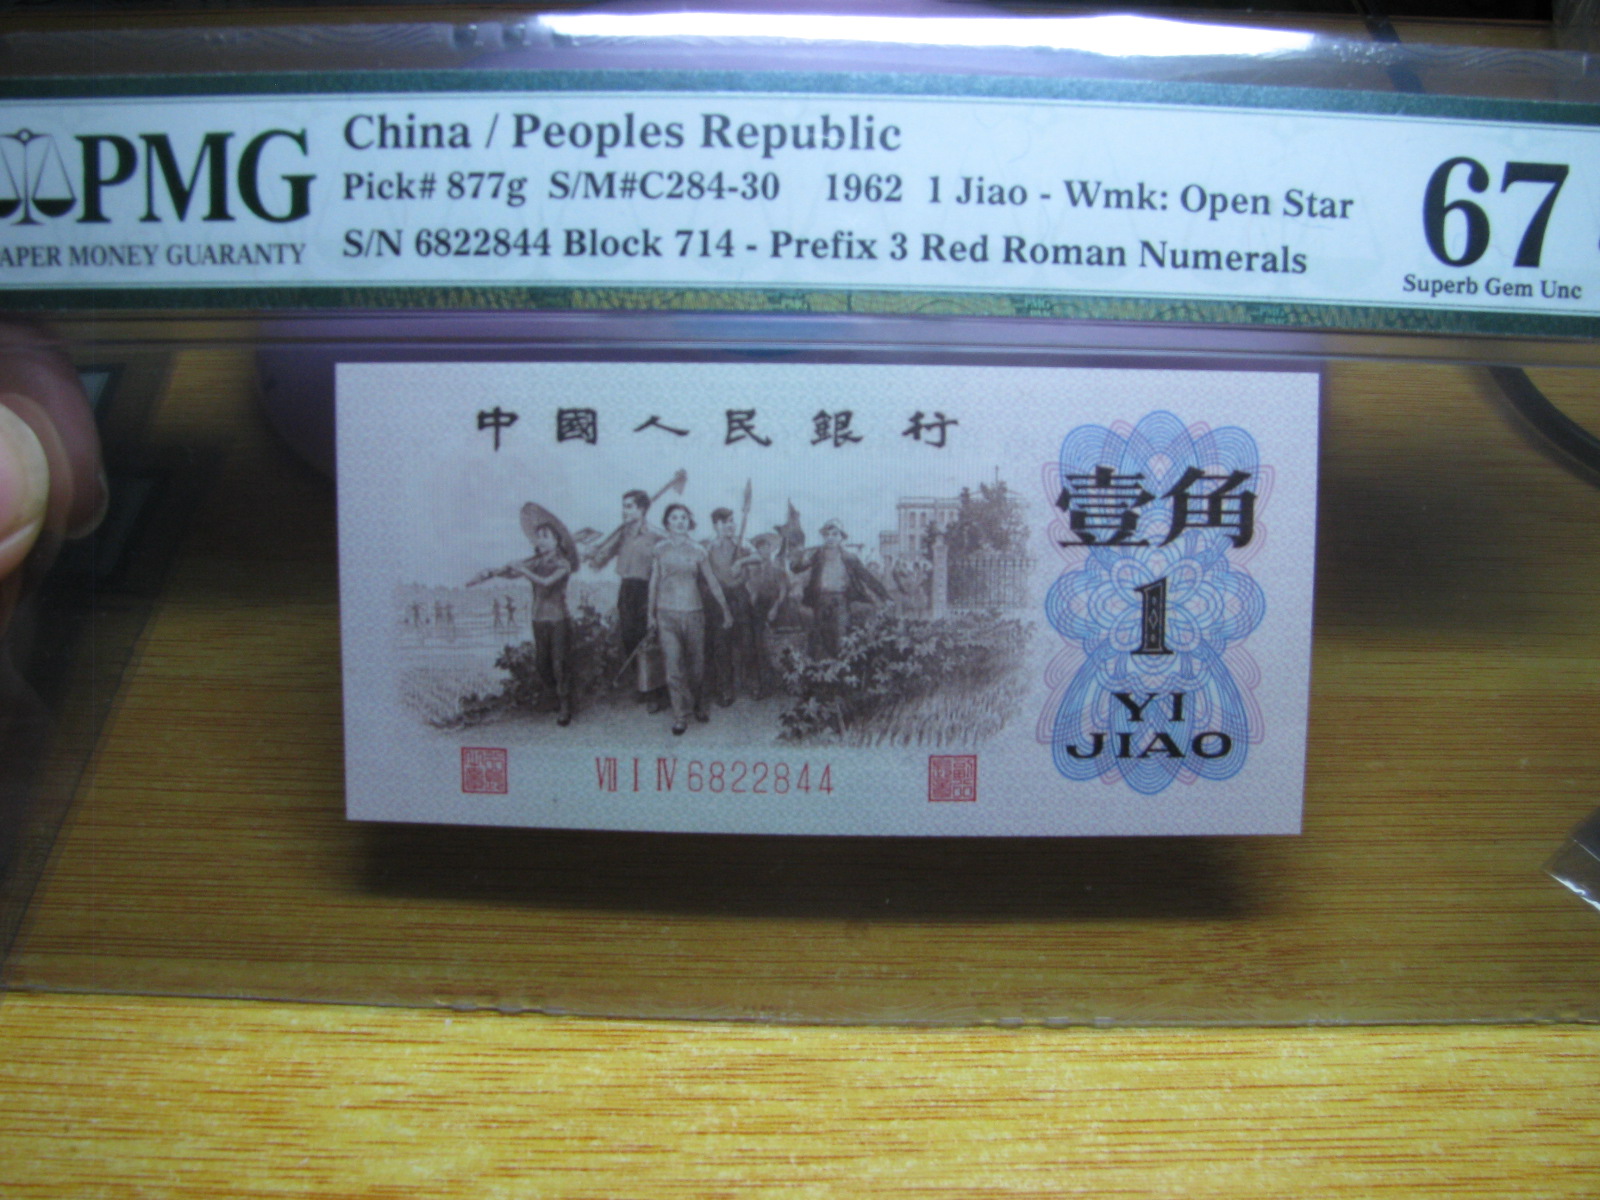 PMG
APER MONEY GUARANTY
China / Peoples Republic
Pick# 877g S/M#C284-30 1962 1 Jiao - Wmk: Open Star
S/N 6822844 Block 714 - Prefix 3 Red Roman Numerals
67
Superb Gem Unc
中國人民銀行
壹角
1
YI
JIAO
VII I IV 6822844